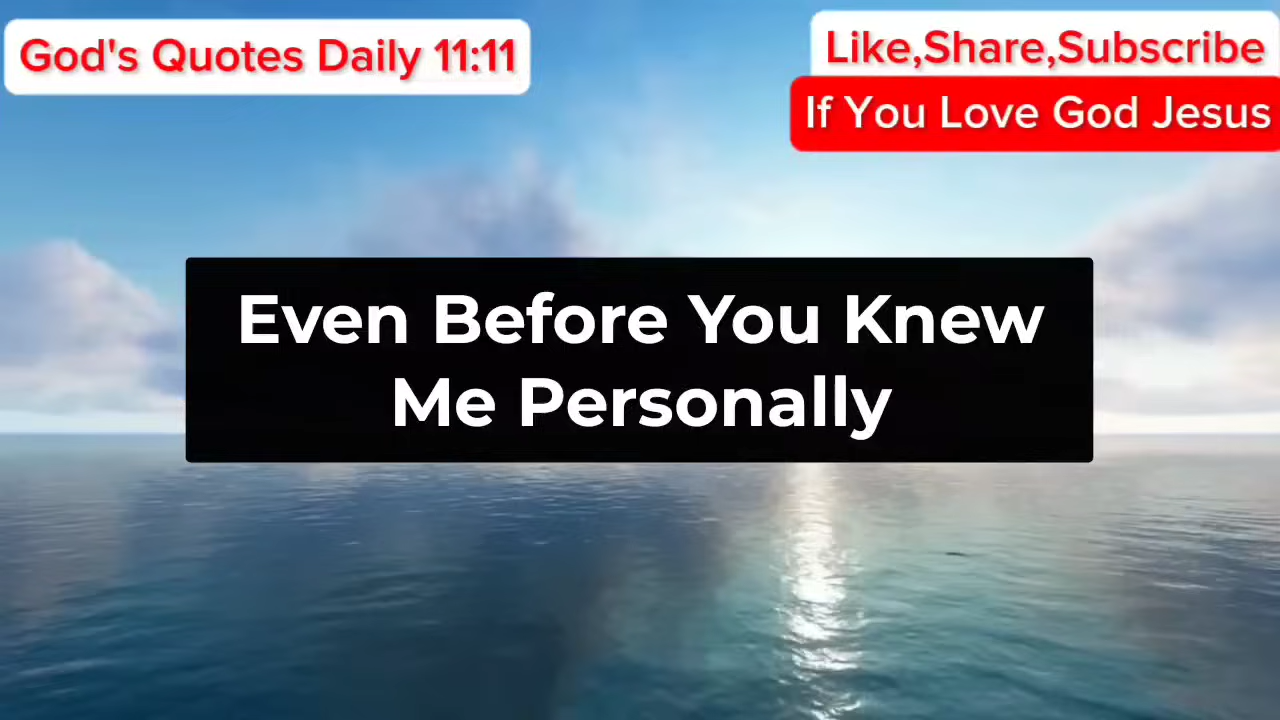 God's Quotes Daily 11:11
Like,Share,Subscribe
If You Love God Jesus
Even Before You Knew
Me Personally